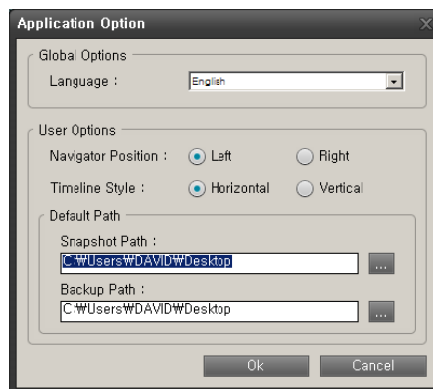 Application Option
Global Options
Language : English
User Options
Navigator Position : Left Right
Timeline Style : Horizontal Vertical
Default Path
Snapshot Path :
C:₩Users₩DAVID₩Desktop
...
Backup Path :
C:₩Users₩DAVID₩Desktop
...
Ok Cancel